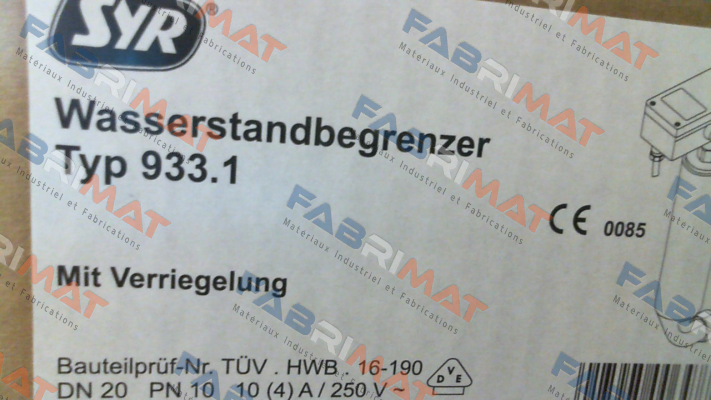 SYR®
Wasserstandbegrenzer
Typ 933.1
CE 0085
Mit Verriegelung
Bauteilprüf-Nr. TÜV . HWB . 16-190
DN 20 PN 10 10 (4) A / 250 V ~
VDE
FABRIMAT
Materiaux Industriel et Fabrications